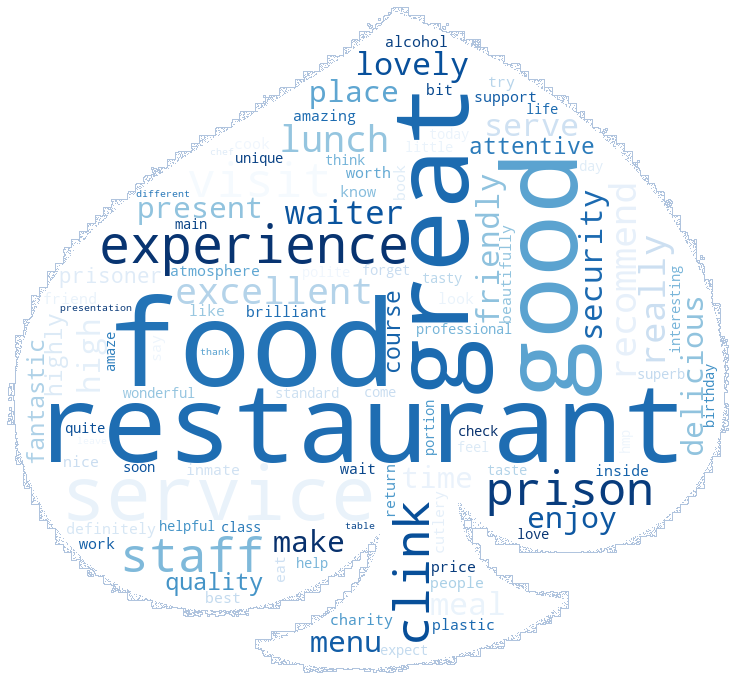 alcohol
lovely
place
bit
try
support
life
amazing
lunch
great
serve
attentive
today
little
cook
chef
unique
think
worth
visit
different
know
book
good
day
present
waiter
friendly
security
recommend
main
experience
really
prisoner
atmosphere
polite
forget
tasty
look
beautifully
interesting
friend
excellent
presentation
like
brilliant
course
professional
food
highly
high
amaze
say
thank
fantastic
wonderful
standard
come
superb
delicious
birthday
restaurant
quite
portion
check
feel
hmp
nice
soon
inmate
wait
return
taste
inside
service
time
prison
definitely
helpful
class
table
cutlery
enjoy
love
work
staff
make
clink
quality
help
eat
price
people
best
meal
charity
plastic
menu
expect